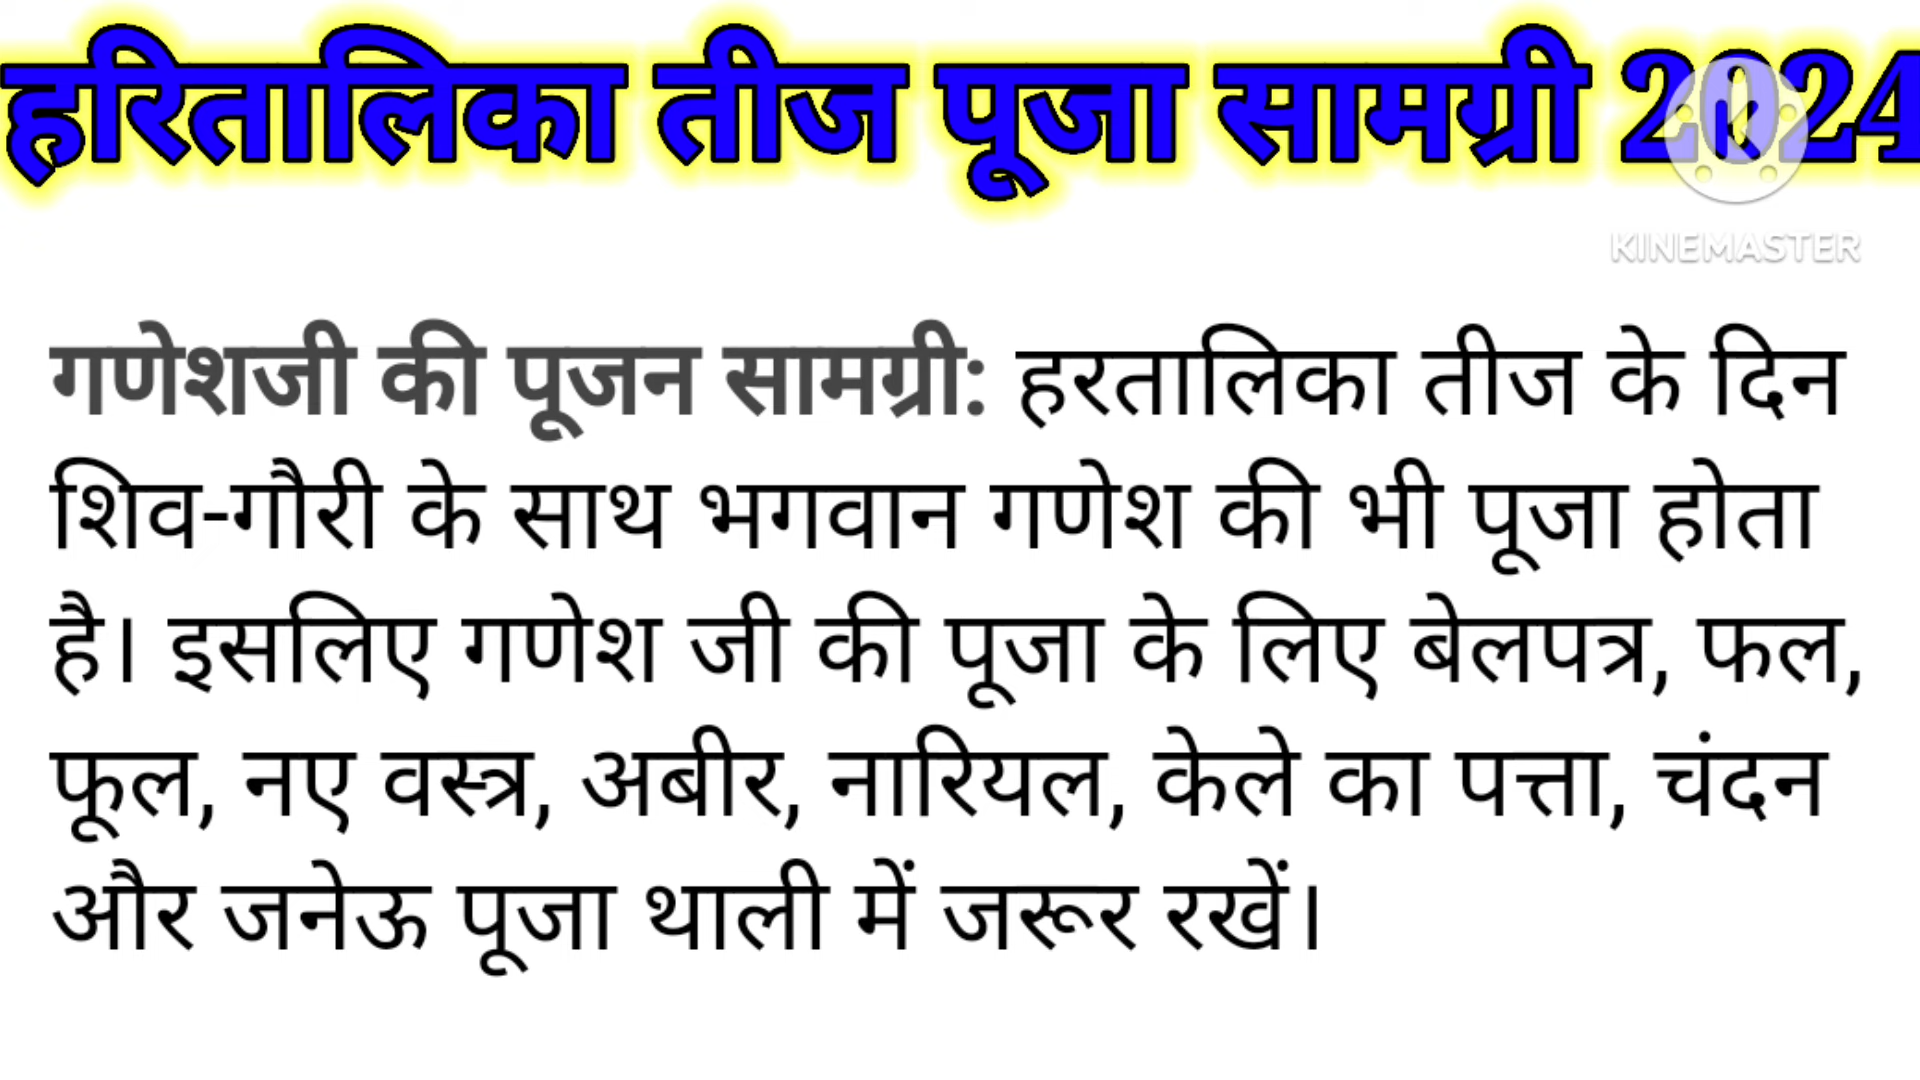 हरितालिका तीज पूजा सामग्री 2024
KINEMASTER
गणेशजी की पूजन सामग्री: हरतालिका तीज के दिन
शिव-गौरी के साथ भगवान गणेश की भी पूजा होता
है। इसलिए गणेश जी की पूजा के लिए बेलपत्र, फल,
फूल, नए वस्त्र, अबीर, नारियल, केले का पत्ता, चंदन
और जनेऊ पूजा थाली में जरूर रखें।